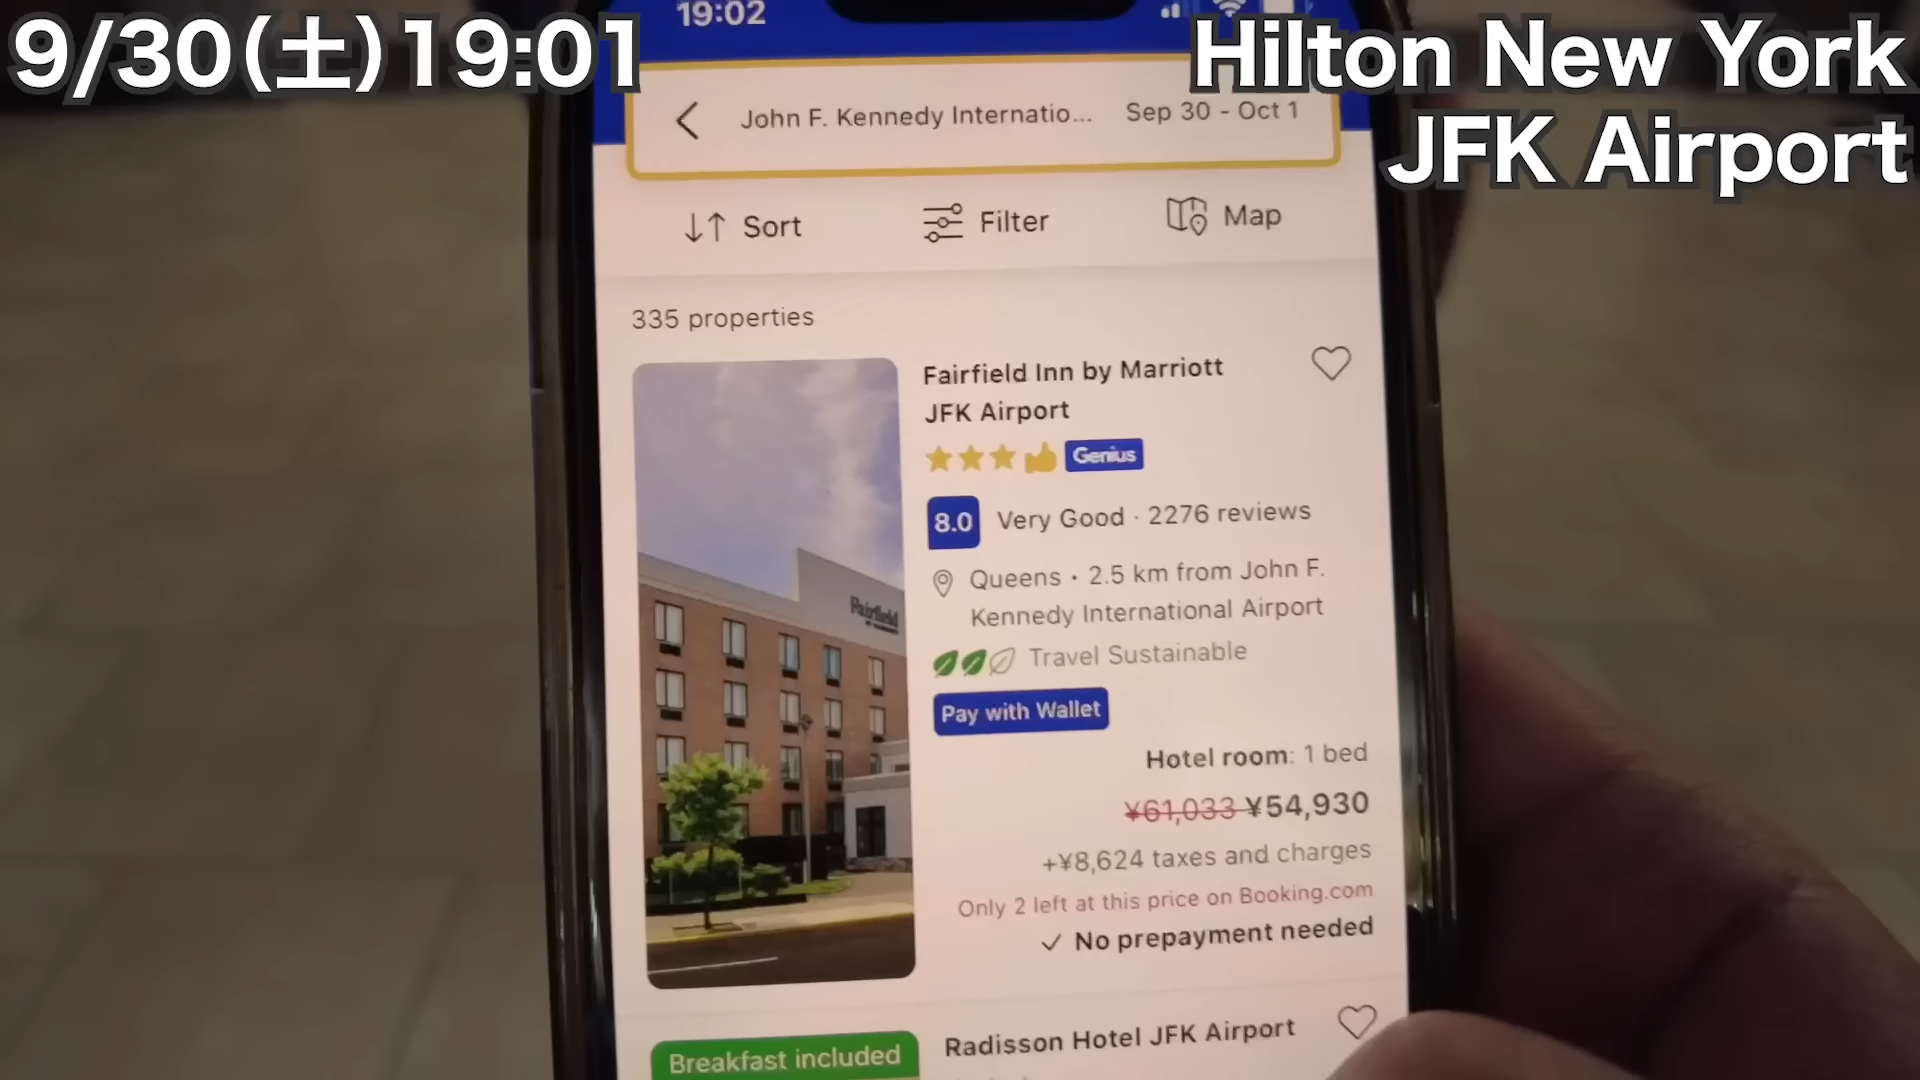 9/30(土)19:01
Hilton New York
JFK Airport
19:02
John F. Kennedy Internatio... Sep 30 - Oct 1
Sort Filter Map
335 properties
Fairfield Inn by Marriott
JFK Airport
Genius
8.0 Very Good · 2276 reviews
Queens · 2.5 km from John F.
Kennedy International Airport
Travel Sustainable
Pay with Wallet
Hotel room: 1 bed
¥61,033 ¥54,930
+¥8,624 taxes and charges
Only 2 left at this price on Booking.com
No prepayment needed
Fairfield
Breakfast included
Radisson Hotel JFK Airport